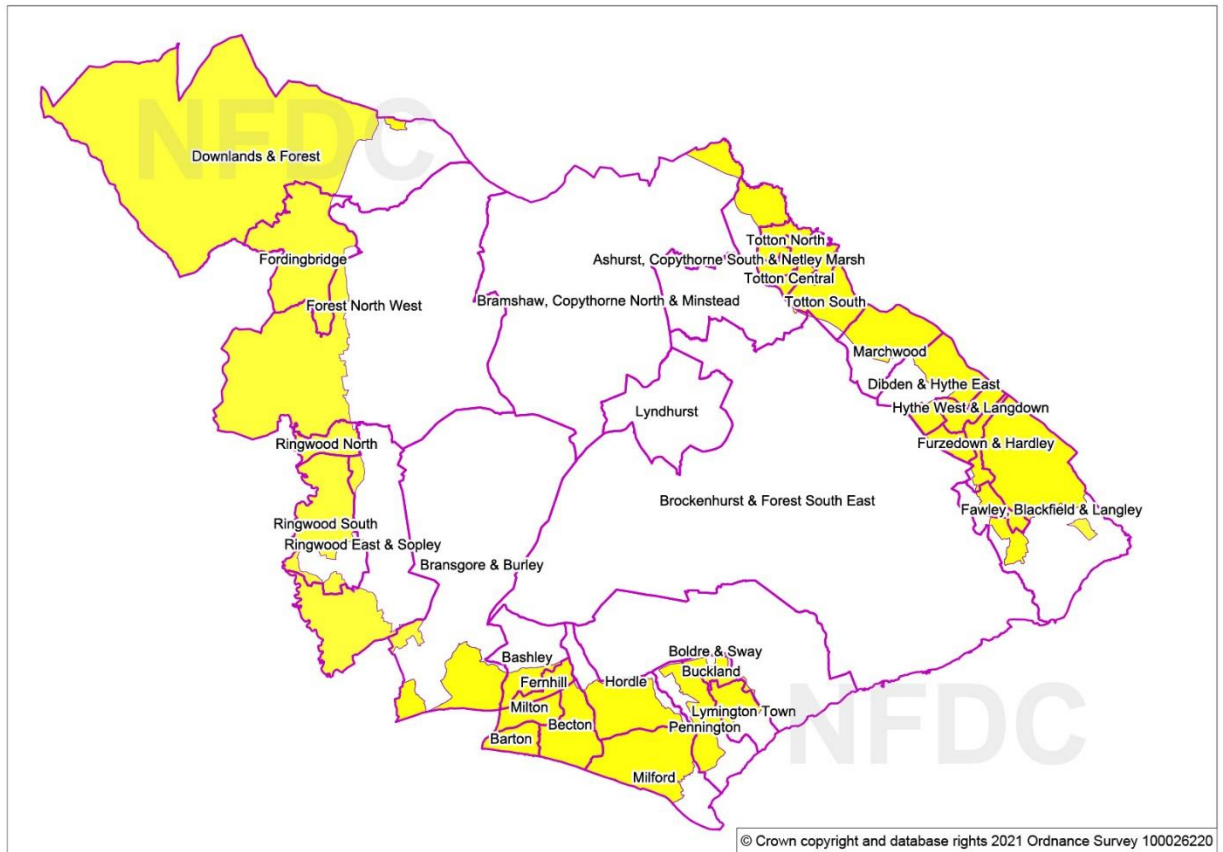 NFDC
Downlands & Forest
Totton North
Ashurst, Copythorne South & Netley Marsh
Fordingbridge
Totton Central
Forest North West
Bramshaw, Copythorne North & Minstead
Totton South
Marchwood
Dibden & Hythe East
Lyndhurst
Hythe West & Langdown
Ringwood North
Furzedown & Hardley
Brockenhurst & Forest South East
Fawley, Blackfield & Langley
Ringwood South
Ringwood East & Sopley
Bransgore & Burley
Boldre & Sway
Bashley
Buckland
Fernhill
Hordle
Milton
Lymington Town
Becton
Pennington
Barton
NFDC
Milford
© Crown copyright and database rights 2021 Ordnance Survey 100026220